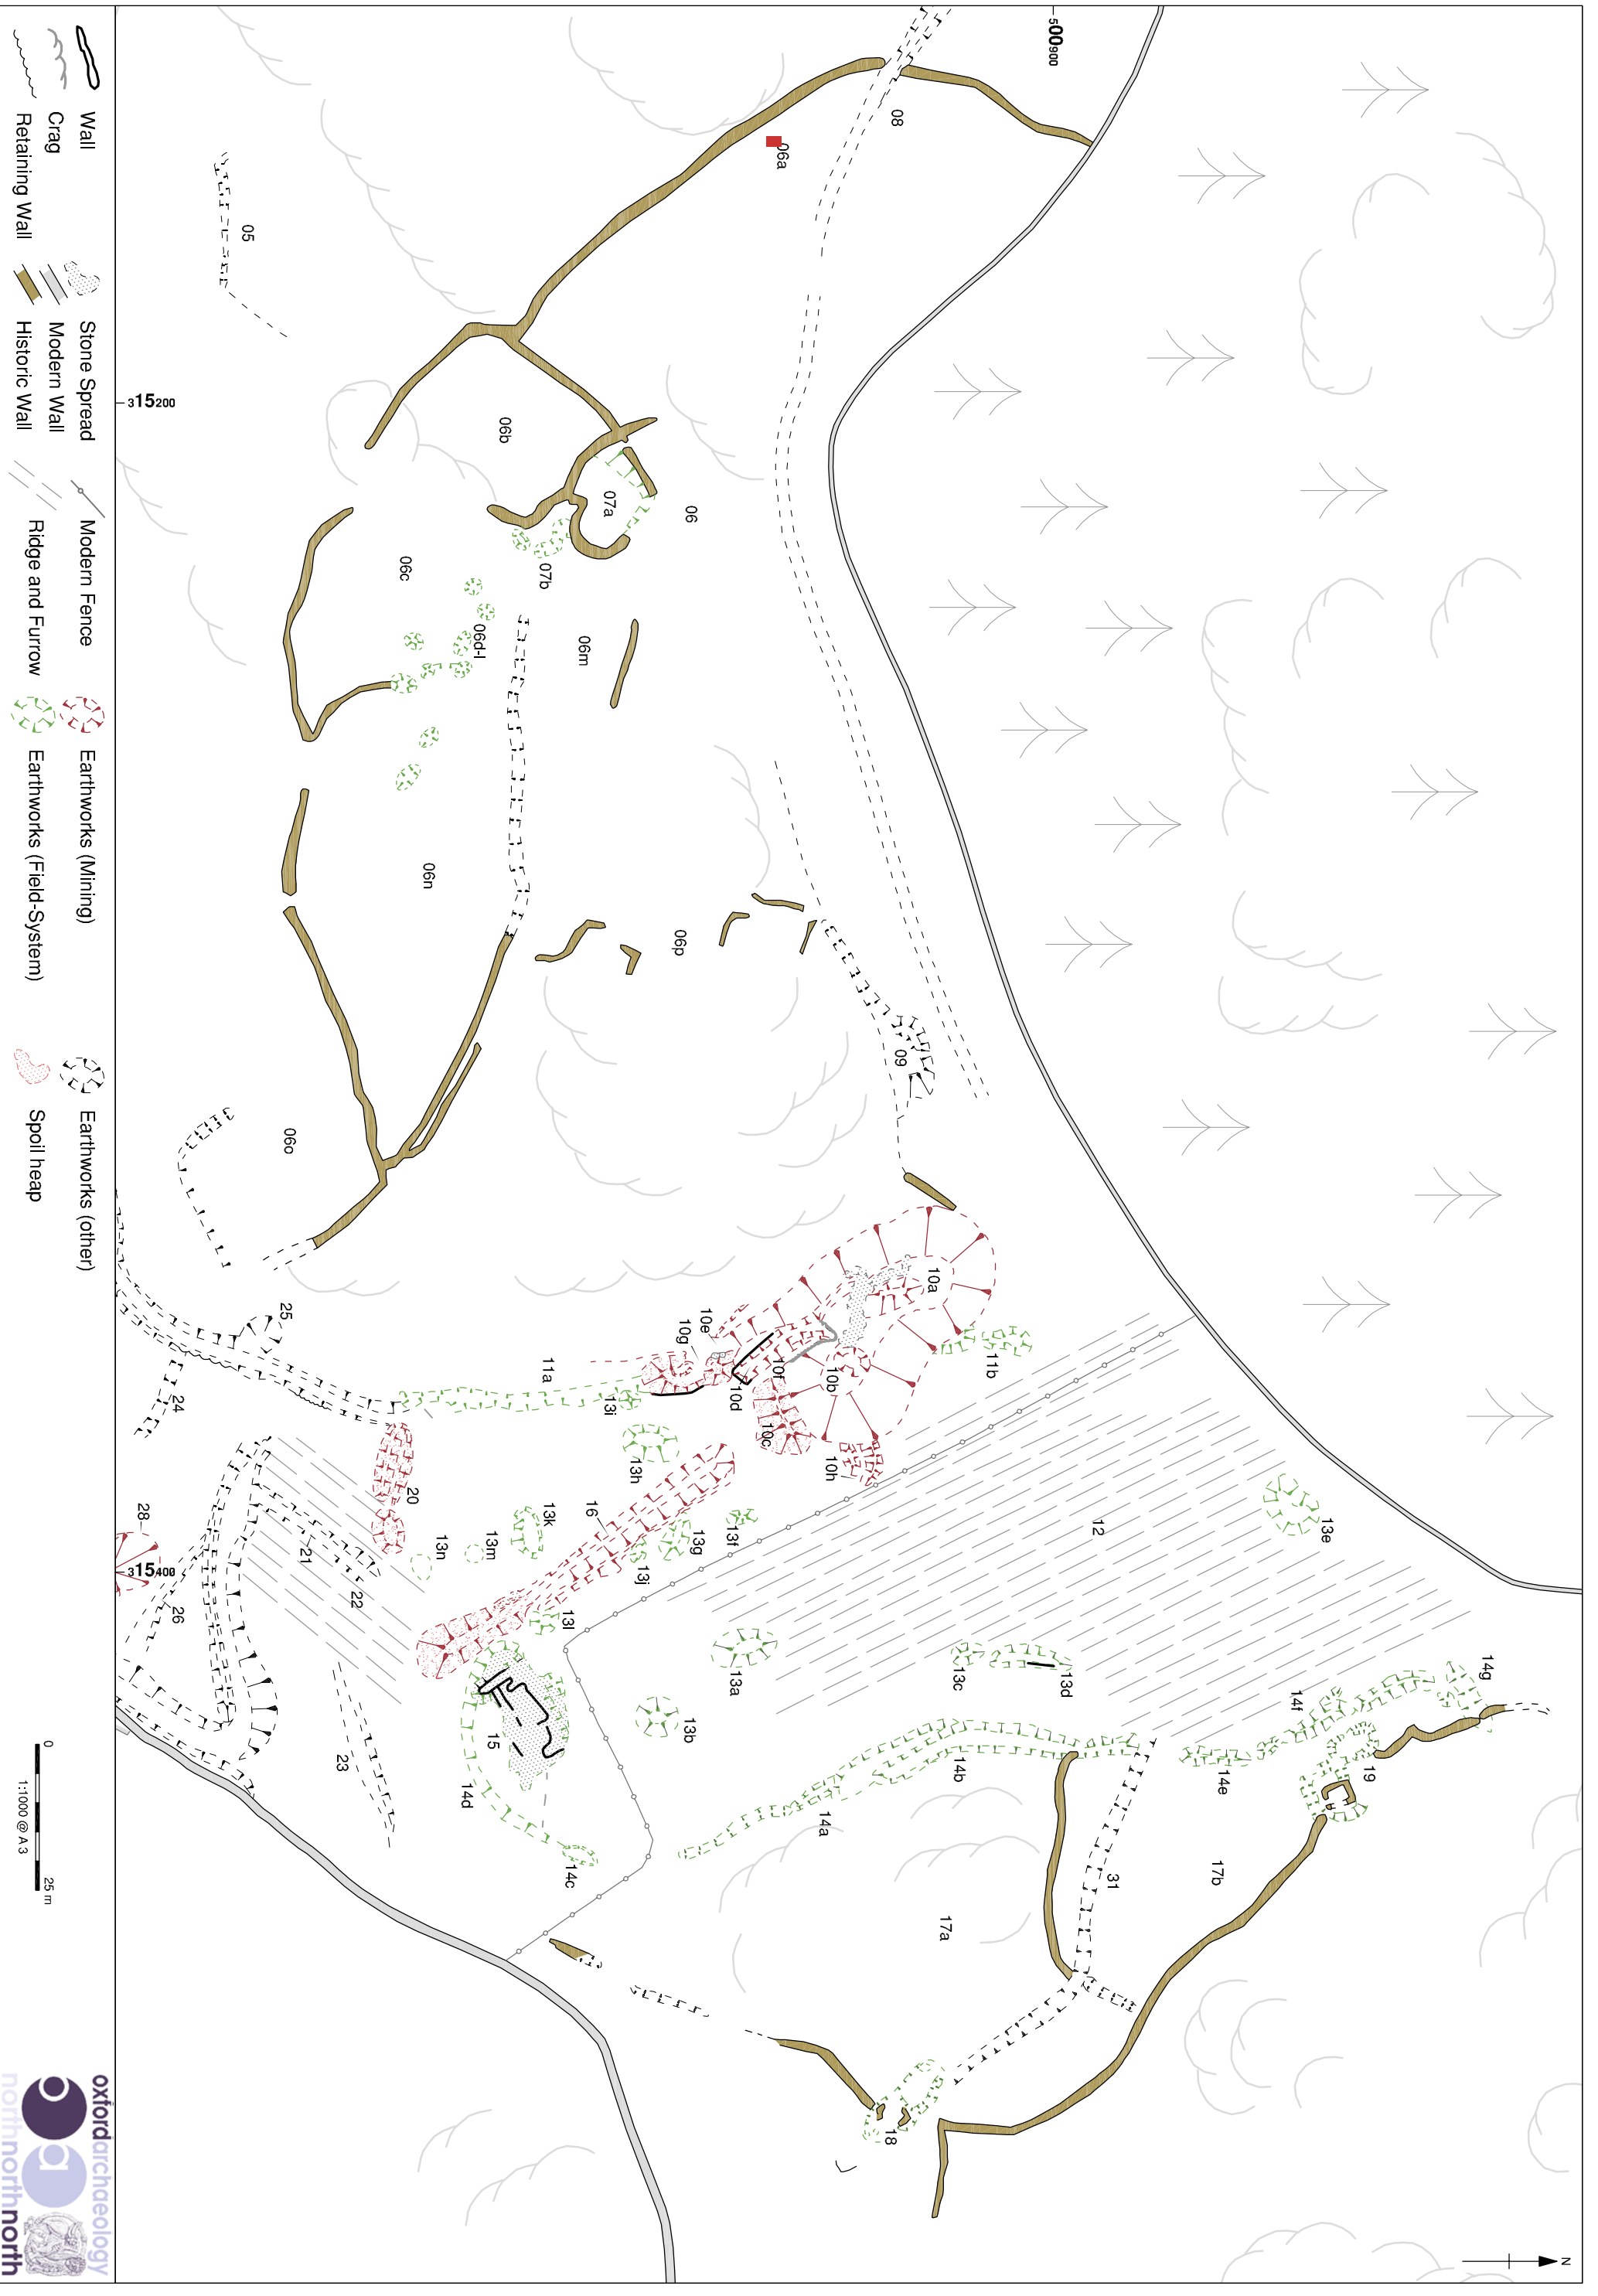 500900
315200
315400
N
08
06a
05
06b
07a
06
07b
06c
06d-l
06m
06n
06p
09
06o
10a
11b
10e
10g
10f
10b
10d
10c
10h
11a
13i
13h
25
24
20
16
13k
13m
13n
13g
13f
13j
13l
12
13e
28
21
22
26
23
15
14d
14c
13a
13b
13c
13d
14b
14a
14e
14f
14g
19
17b
31
17a
18
Wall
Crag
Retaining Wall
Stone Spread
Modern Wall
Historic Wall
Modern Fence
Ridge and Furrow
Earthworks (Mining)
Earthworks (Field-System)
Earthworks (other)
Spoil heap
0 25 m
1:1000 @ A3
oxfordarchaeology
a
northnorthnorth